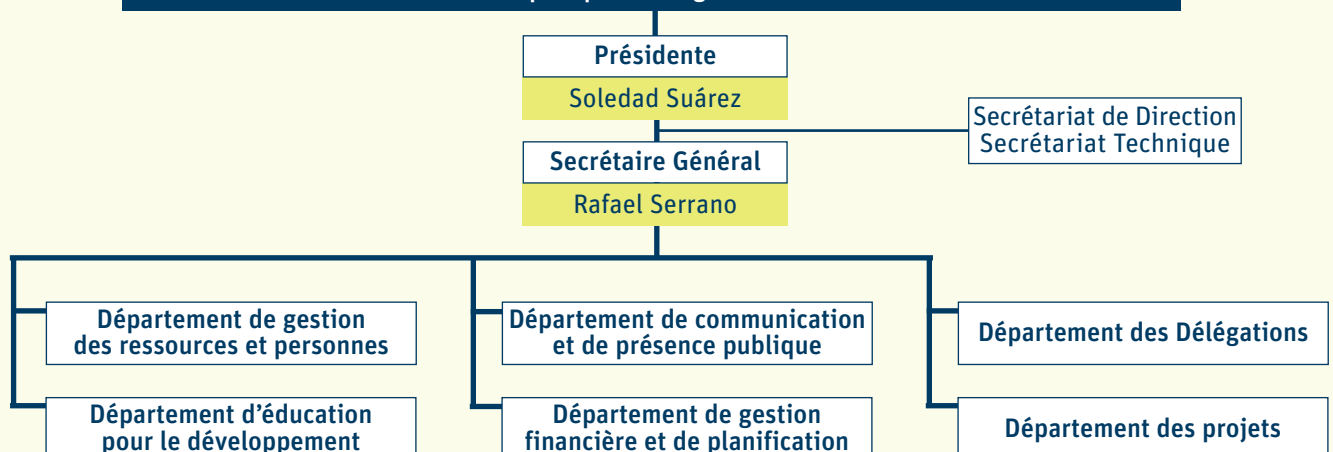 Présidente
Soledad Suárez
Secrétariat de Direction
Secrétariat Technique
Secrétaire Général
Rafael Serrano
Département de gestion
des ressources et personnes
Département de communication
et de présence publique
Département des Délégations
Département d'éducation
pour le développement
Département de gestion
financière et de planification
Département des projets